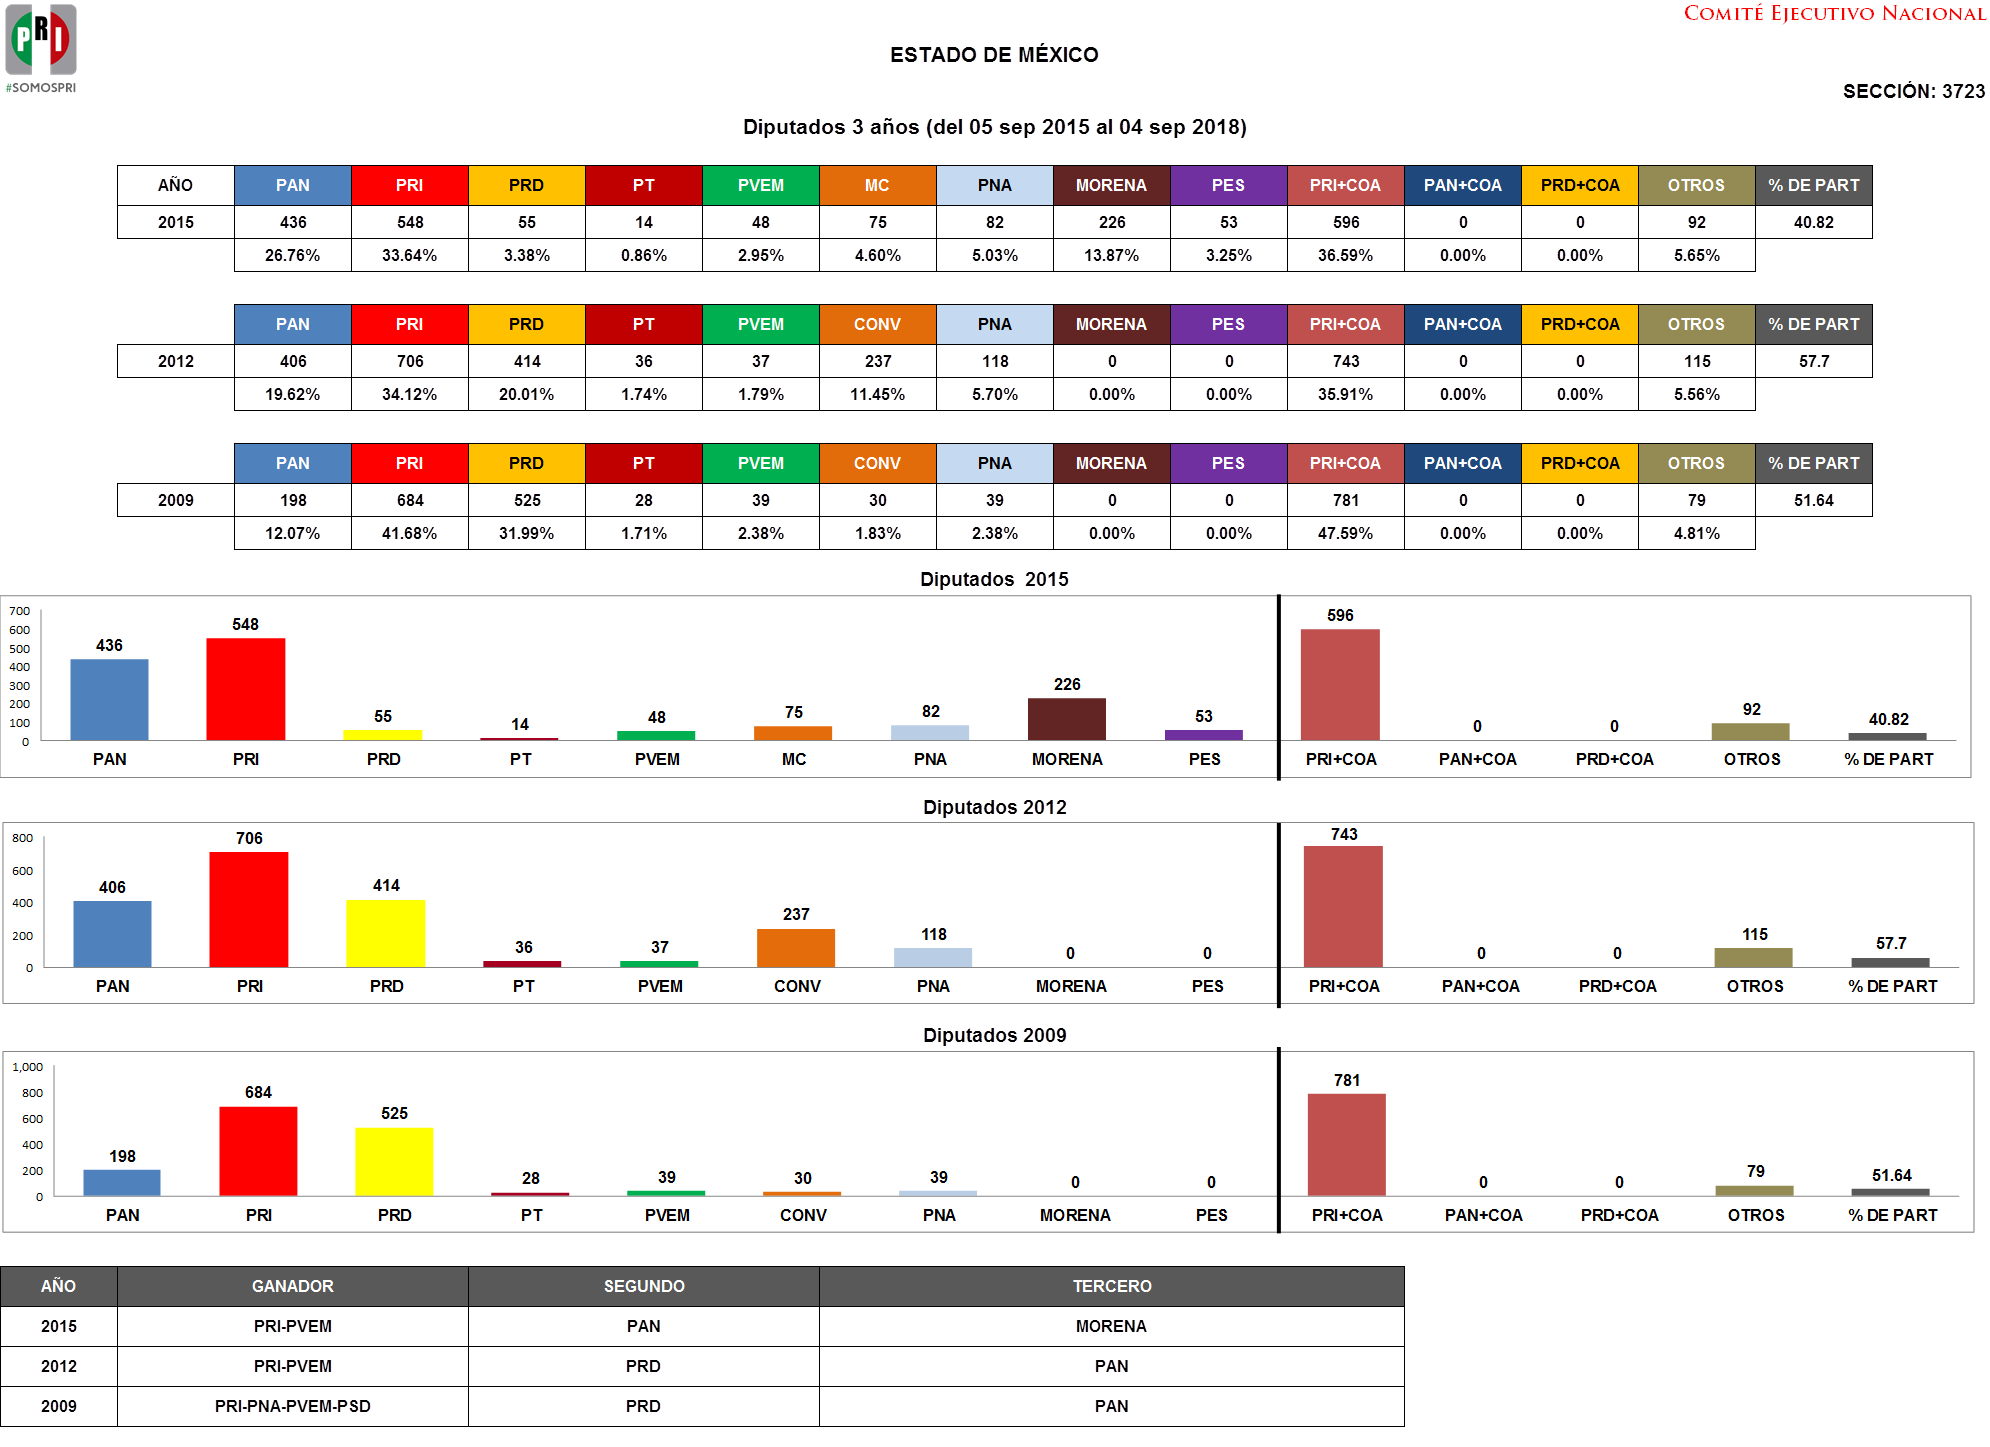 PRI
#SOMOSPRI
COMITÉ EJECUTIVO NACIONAL
ESTADO DE MÉXICO
SECCIÓN: 3723
Diputados 3 años (del 05 sep 2015 al 04 sep 2018)
AÑO PAN PRI PRD PT PVEM MC PNA MORENA PES PRI+COA PAN+COA PRD+COA OTROS % DE PART
2015 436 548 55 14 48 75 82 226 53 596 0 0 92 40.82
26.76% 33.64% 3.38% 0.86% 2.95% 4.60% 5.03% 13.87% 3.25% 36.59% 0.00% 0.00% 5.65%
PAN PRI PRD PT PVEM CONV PNA MORENA PES PRI+COA PAN+COA PRD+COA OTROS % DE PART
2012 406 706 414 36 37 237 118 0 0 743 0 0 115 57.7
19.62% 34.12% 20.01% 1.74% 1.79% 11.45% 5.70% 0.00% 0.00% 35.91% 0.00% 0.00% 5.56%
PAN PRI PRD PT PVEM CONV PNA MORENA PES PRI+COA PAN+COA PRD+COA OTROS % DE PART
2009 198 684 525 28 39 30 39 0 0 781 0 0 79 51.64
12.07% 41.68% 31.99% 1.71% 2.38% 1.83% 2.38% 0.00% 0.00% 47.59% 0.00% 0.00% 4.81%
Diputados 2015
700
600
500
400
300
200
100
0
436 548 55 14 48 75 82 226 53 596 0 0 92 40.82
PAN PRI PRD PT PVEM MC PNA MORENA PES PRI+COA PAN+COA PRD+COA OTROS % DE PART
Diputados 2012
800
600
400
200
0
406 706 414 36 37 237 118 0 0 743 0 0 115 57.7
PAN PRI PRD PT PVEM CONV PNA MORENA PES PRI+COA PAN+COA PRD+COA OTROS % DE PART
Diputados 2009
1,000
800
600
400
200
0
198 684 525 28 39 30 39 0 0 781 0 0 79 51.64
PAN PRI PRD PT PVEM CONV PNA MORENA PES PRI+COA PAN+COA PRD+COA OTROS % DE PART
AÑO GANADOR SEGUNDO TERCERO
2015 PRI-PVEM PAN MORENA
2012 PRI-PVEM PRD PAN
2009 PRI-PNA-PVEM-PSD PRD PAN